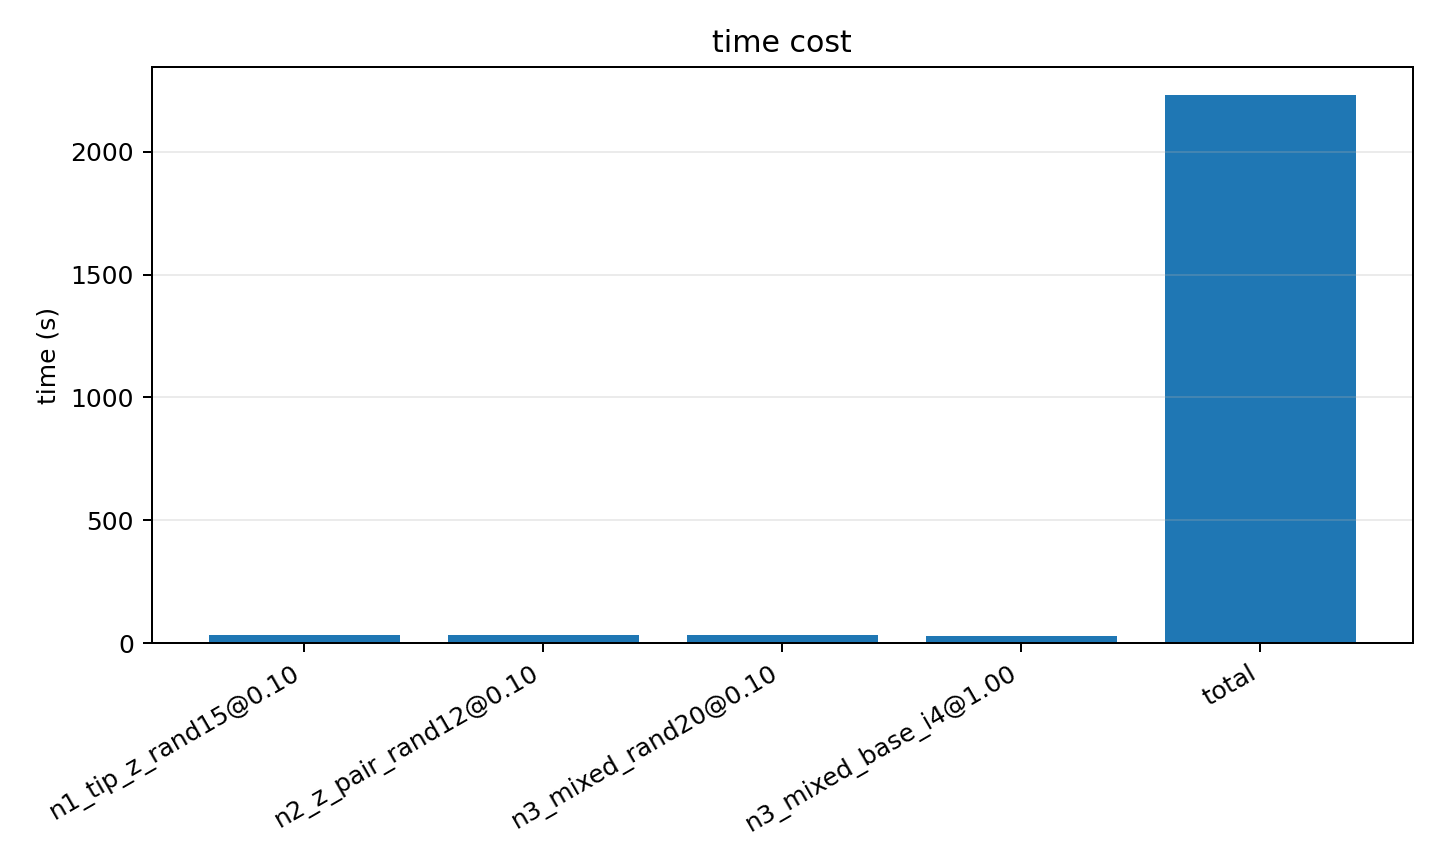 time cost
time (s)
2000
1500
1000
500
0
n1_tip_z_rand15@0.10
n2_z_pair_rand12@0.10
n3_mixed_rand20@0.10
n3_mixed_base_i4@1.00
total